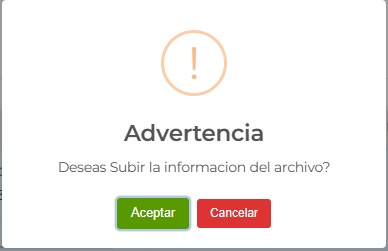 !
Advertencia
Deseas Subir la informacion del archivo?
Aceptar Cancelar